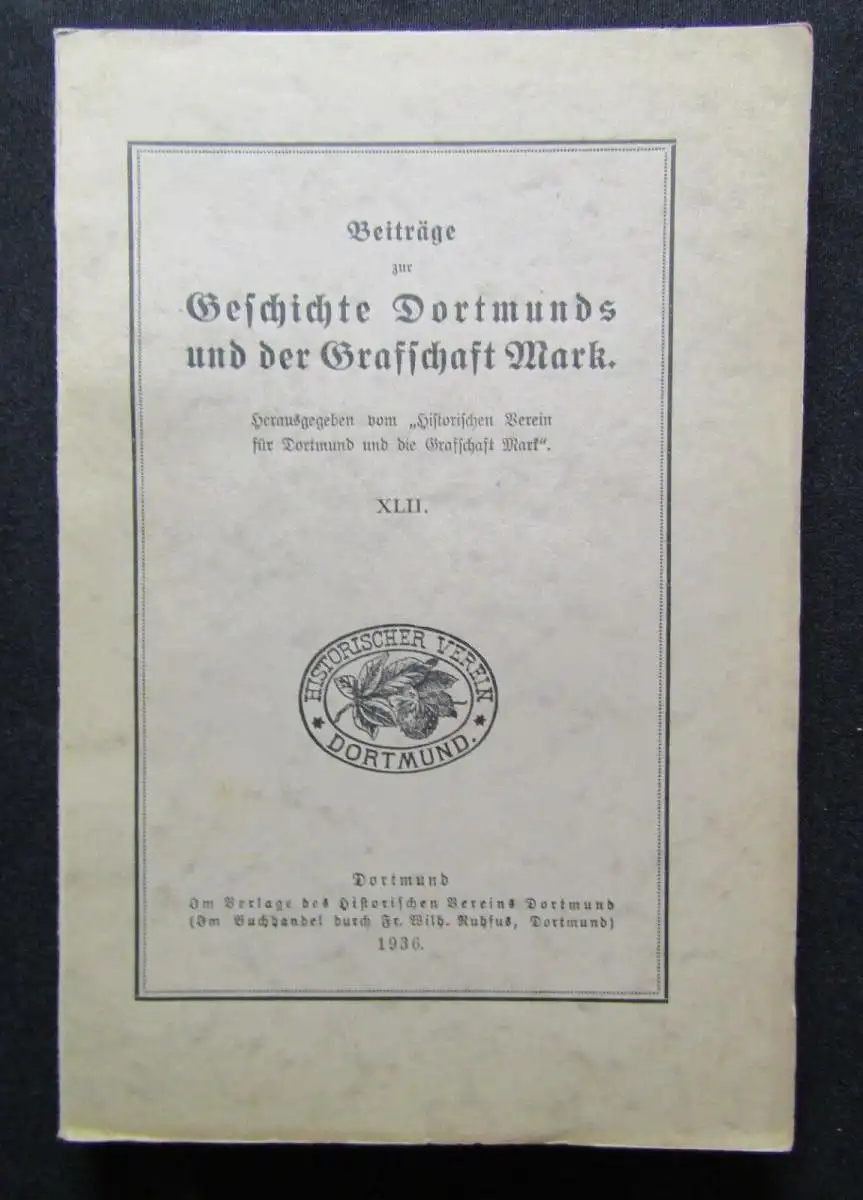 Beiträge
zur
Geschichte Dortmunds
und der Grafschaft Mark.
Herausgegeben vom „Historischen Verein
für Dortmund und die Grafschaft Mark“.
XLII.
HISTORISCHER VEREIN
* DORTMUND. *
Dortmund
Im Verlage des Historischen Vereins Dortmund
(Im Buchhandel durch Fr. Wilh. Ruhfus, Dortmund)
1936.